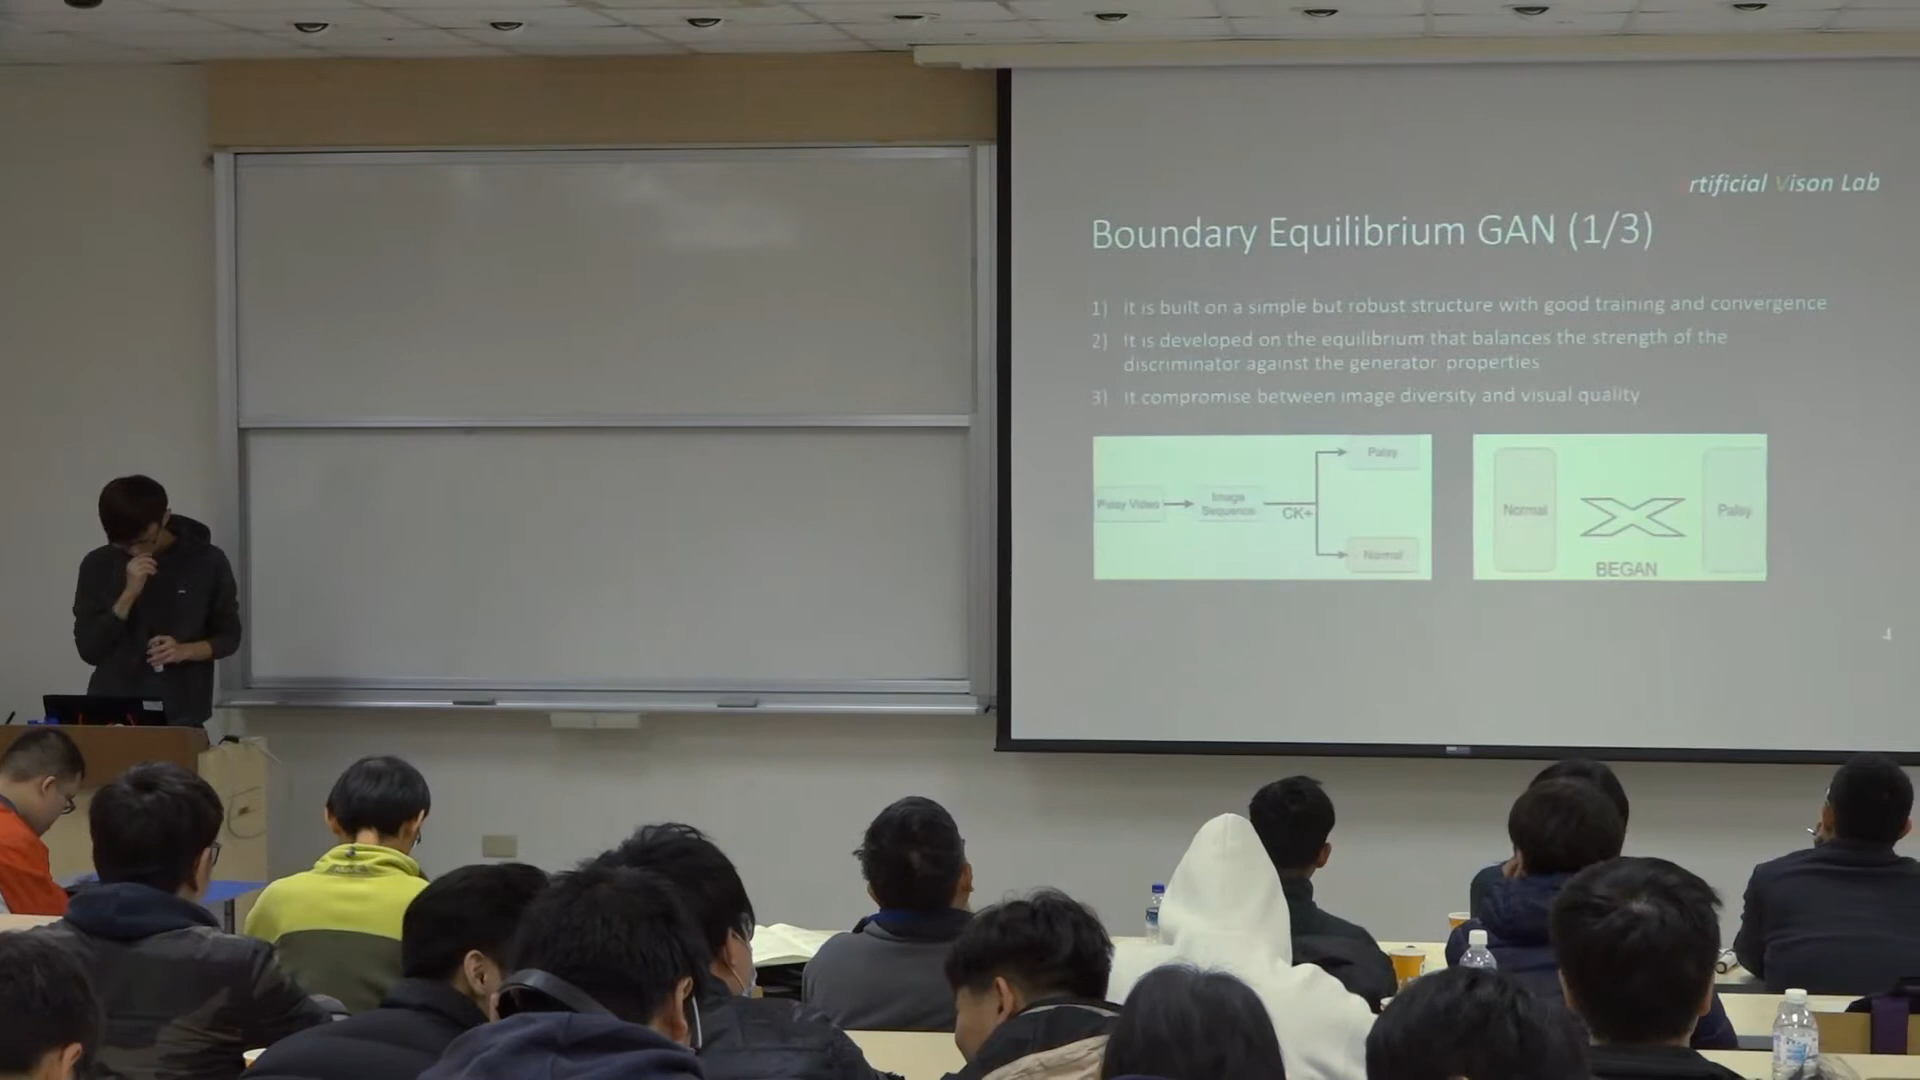 rtificial Vison Lab
Boundary Equilibrium GAN (1/3)
1) It is built on a simple but robust structure with good training and convergence
2) It is developed on the equilibrium that balances the strength of the
discriminator against the generator properties
3) It compromise between image diversity and visual quality
Palsy
Palsy Video
Image
Sequence
CK+
Normal
Normal
Palsy
BEGAN
4